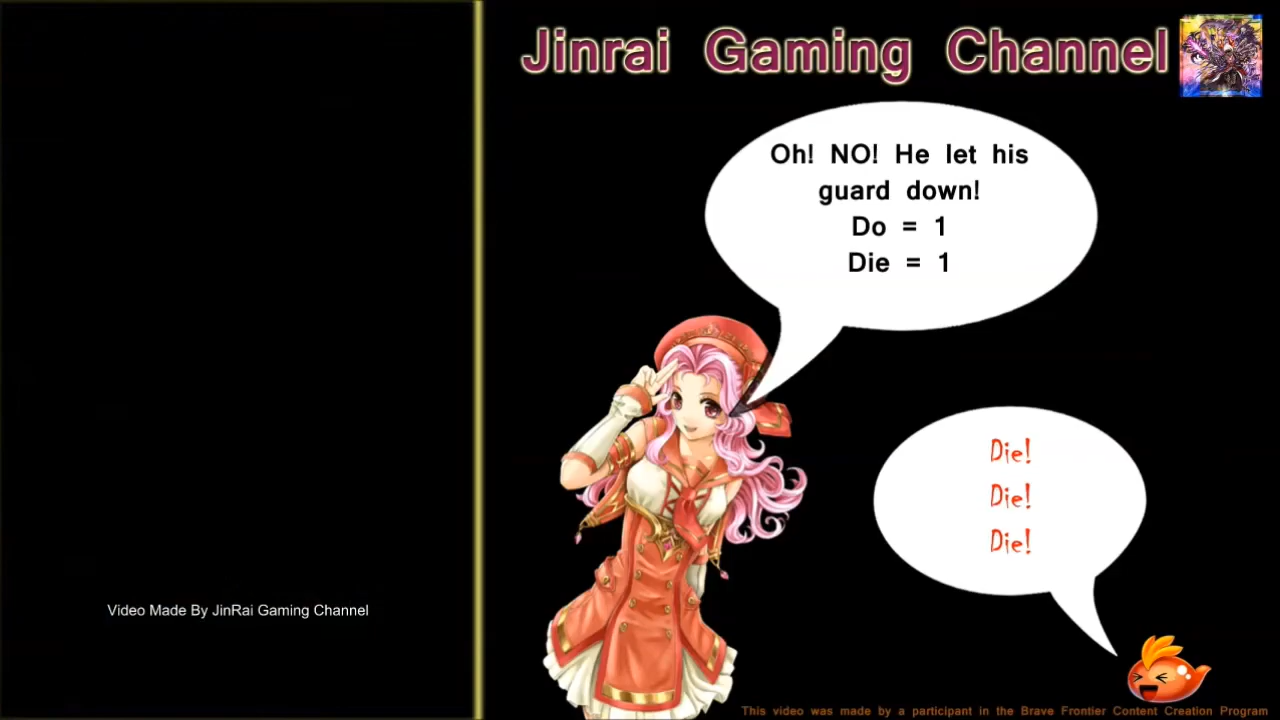 Jinrai Gaming Channel
Oh! NO! He let his
guard down!
Do = 1
Die = 1
Die!
Die!
Die!
Video Made By JinRai Gaming Channel
This video was made by a participant in the Brave Frontier Content Creation Program